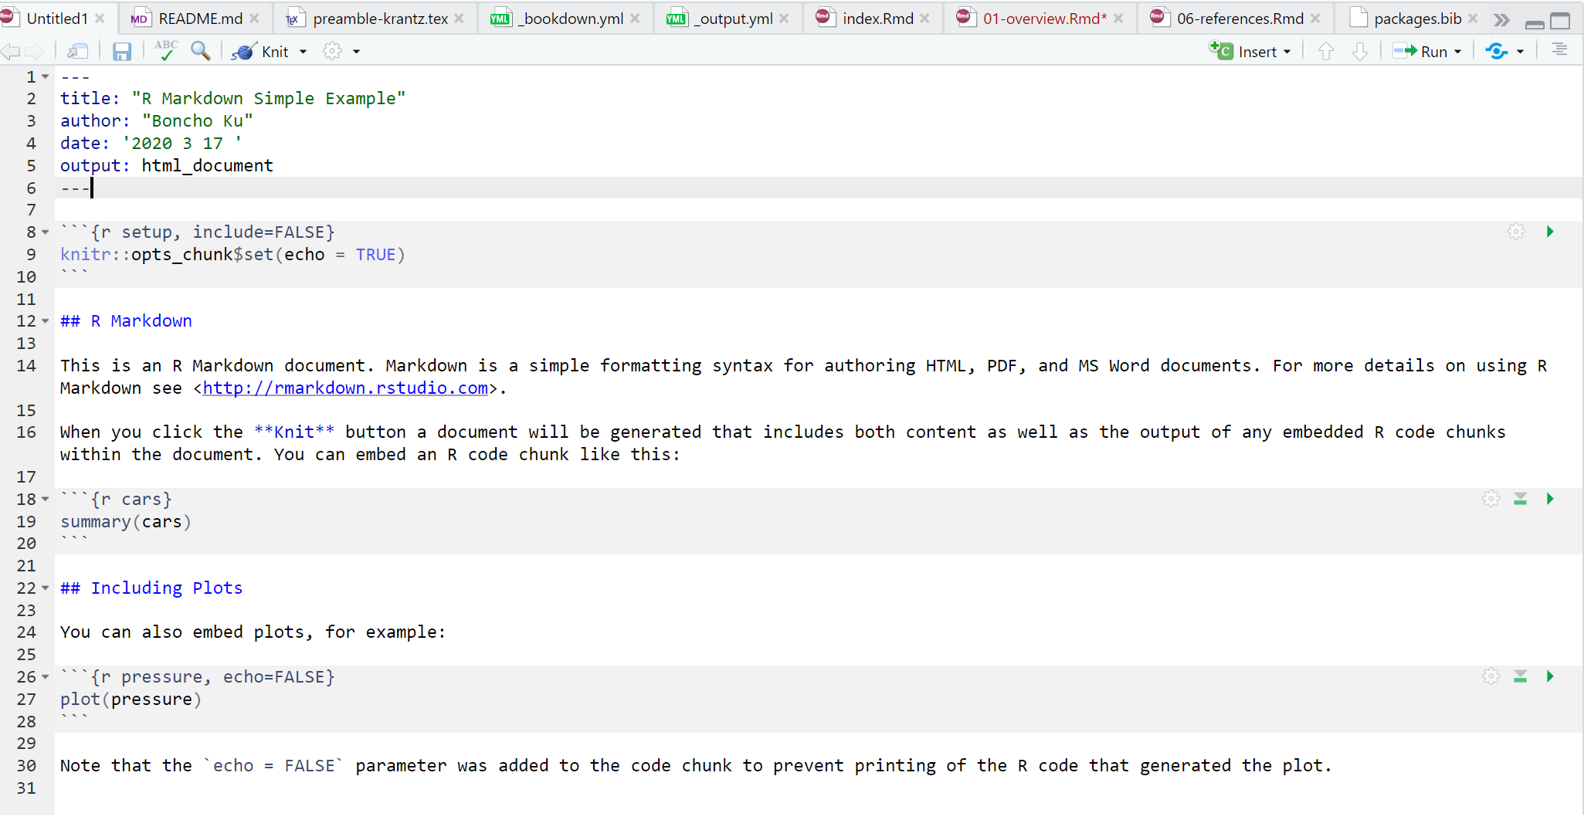 Untitled1
README.md
preamble-krantz.tex
_bookdown.yml
_output.yml
index.Rmd
01-overview.Rmd*
06-references.Rmd
packages.bib
ABC
Knit
Insert
Run
1 ---
2 title: "R Markdown Simple Example"
3 author: "Boncho Ku"
4 date: '2020 3 17 '
5 output: html_document
6 ---
7
8 ```{r setup, include=FALSE}
9 knitr::opts_chunk$set(echo = TRUE)
10 ```
11
12 ## R Markdown
13
14 This is an R Markdown document. Markdown is a simple formatting syntax for authoring HTML, PDF, and MS Word documents. For more details on using R
Markdown see <http://rmarkdown.rstudio.com>.
15
16 When you click the **Knit** button a document will be generated that includes both content as well as the output of any embedded R code chunks
within the document. You can embed an R code chunk like this:
17
18 ```{r cars}
19 summary(cars)
20 ```
21
22 ## Including Plots
23
24 You can also embed plots, for example:
25
26 ```{r pressure, echo=FALSE}
27 plot(pressure)
28 ```
29
30 Note that the `echo = FALSE` parameter was added to the code chunk to prevent printing of the R code that generated the plot.
31